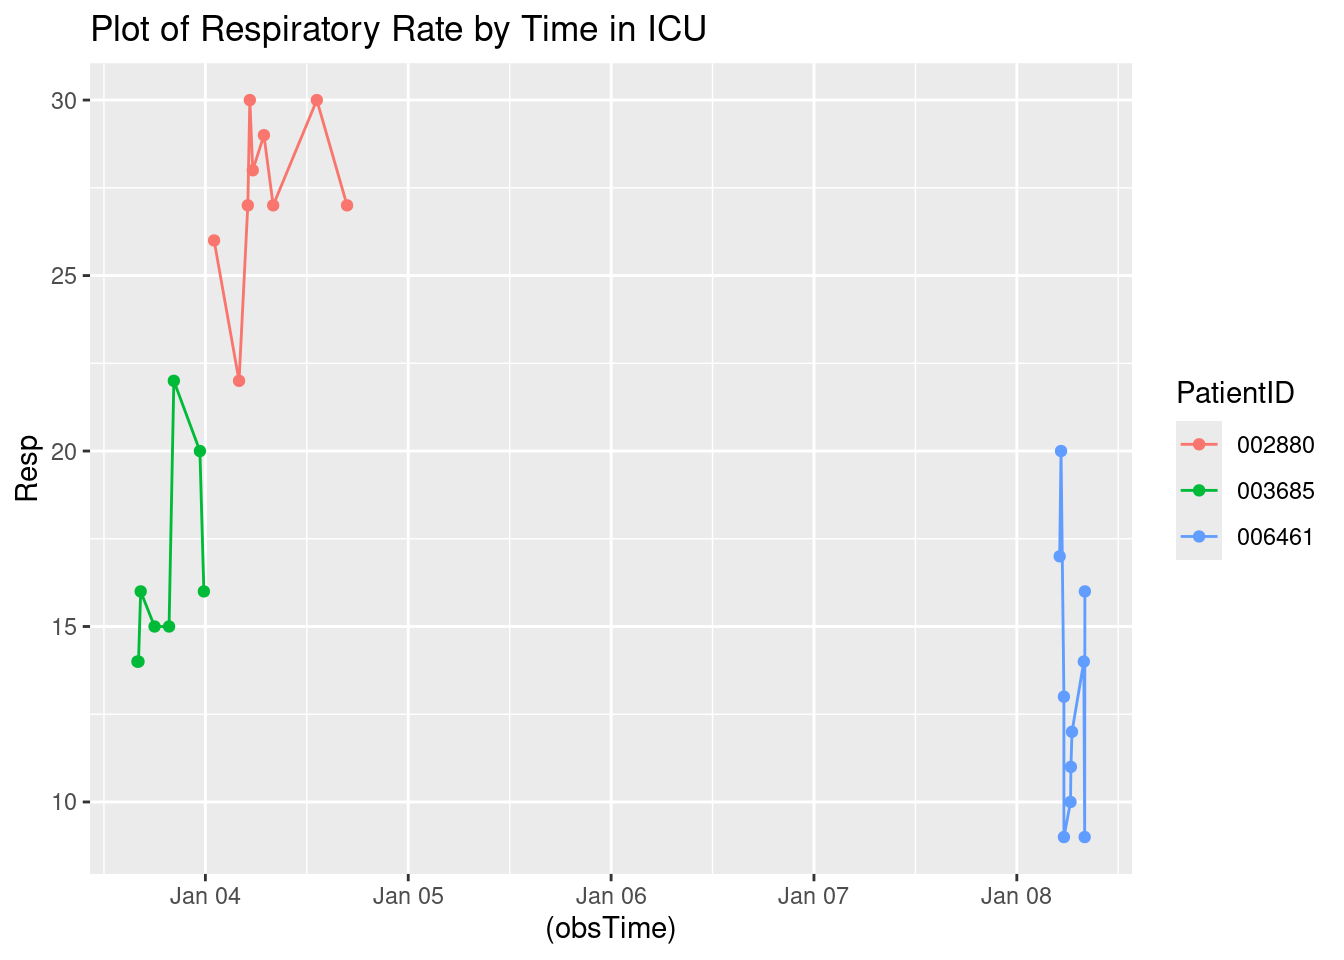 Plot of Respiratory Rate by Time in ICU
30
25
20
15
10
Resp
Jan 04
Jan 05
Jan 06
Jan 07
Jan 08
(obsTime)
PatientID
002880
003685
006461